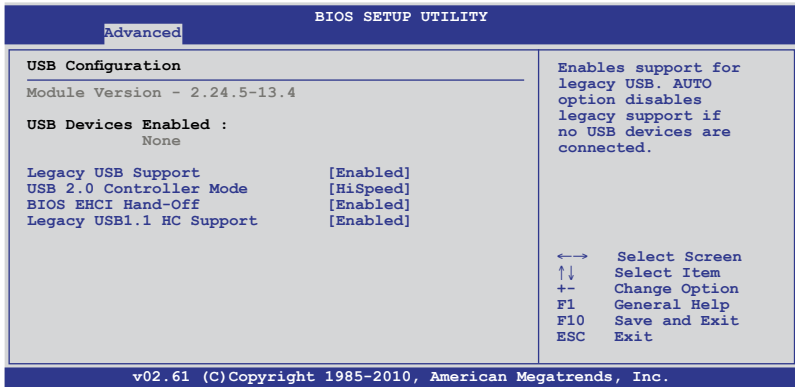 BIOS SETUP UTILITY
Advanced
USB Configuration
Module Version - 2.24.5-13.4
USB Devices Enabled :
None
Legacy USB Support [Enabled]
USB 2.0 Controller Mode [HiSpeed]
BIOS EHCI Hand-Off [Enabled]
Legacy USB1.1 HC Support [Enabled]
Enables support for
legacy USB. AUTO
option disables
legacy support if
no USB devices are
connected.
←→ Select Screen
↑↓ Select Item
+- Change Option
F1 General Help
F10 Save and Exit
ESC Exit
v02.61 (C)Copyright 1985-2010, American Megatrends, Inc.